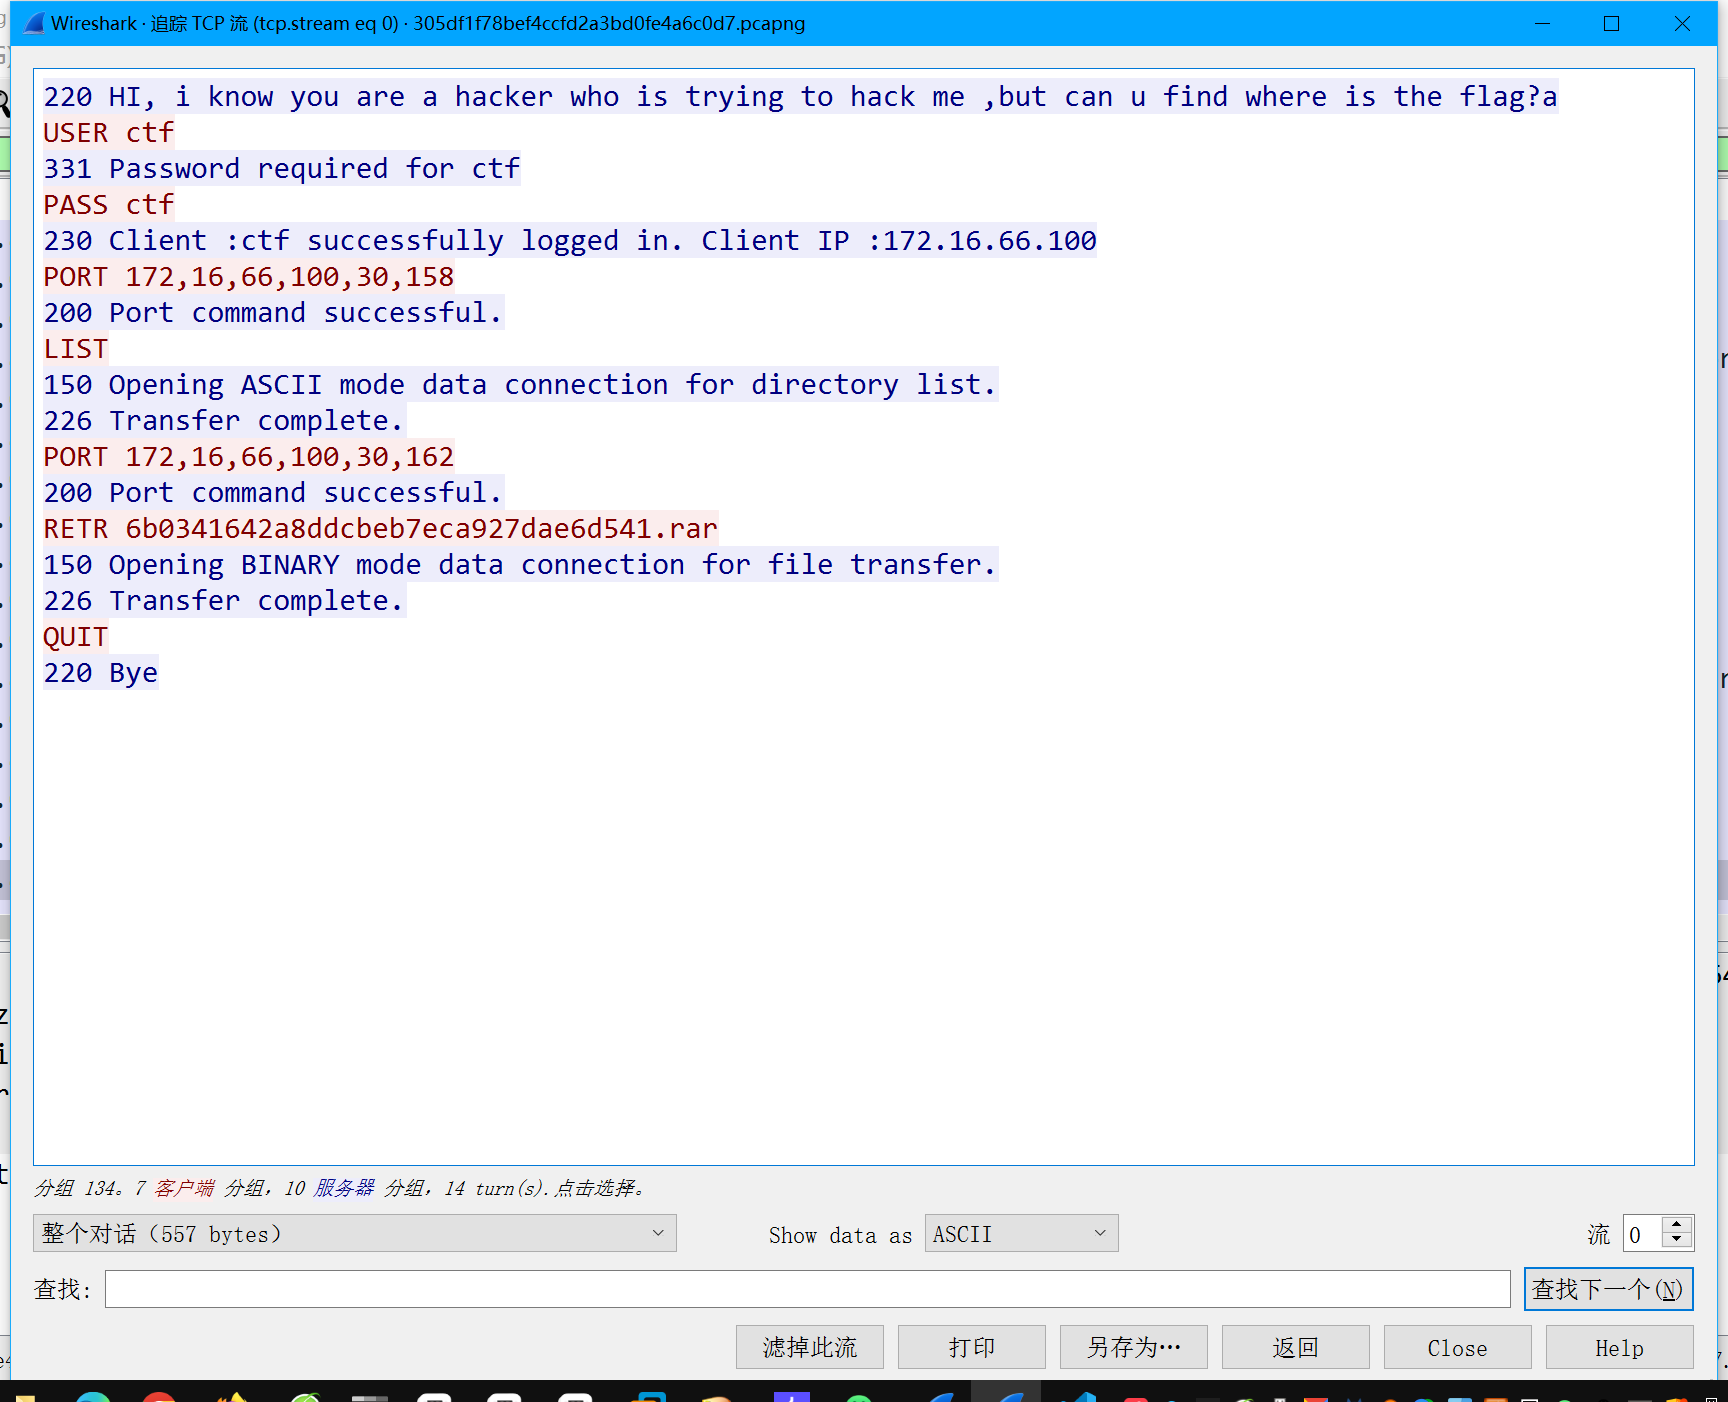 Wireshark · 追踪 TCP 流 (tcp.stream eq 0) · 305df1f78bef4ccfd2a3bd0fe4a6c0d7.pcapng
220 HI, i know you are a hacker who is trying to hack me ,but can u find where is the flag?a
USER ctf
331 Password required for ctf
PASS ctf
230 Client :ctf successfully logged in. Client IP :172.16.66.100
PORT 172,16,66,100,30,158
200 Port command successful.
LIST
150 Opening ASCII mode data connection for directory list.
226 Transfer complete.
PORT 172,16,66,100,30,162
200 Port command successful.
RETR 6b0341642a8ddcbeb7eca927dae6d541.rar
150 Opening BINARY mode data connection for file transfer.
226 Transfer complete.
QUIT
220 Bye
分组 134。7 客户端 分组，10 服务器 分组，14 turn(s).点击选择。
整个对话（557 bytes） Show data as ASCII 流 0
查找: 查找下一个(N)
滤掉此流 打印 另存为… 返回 Close Help